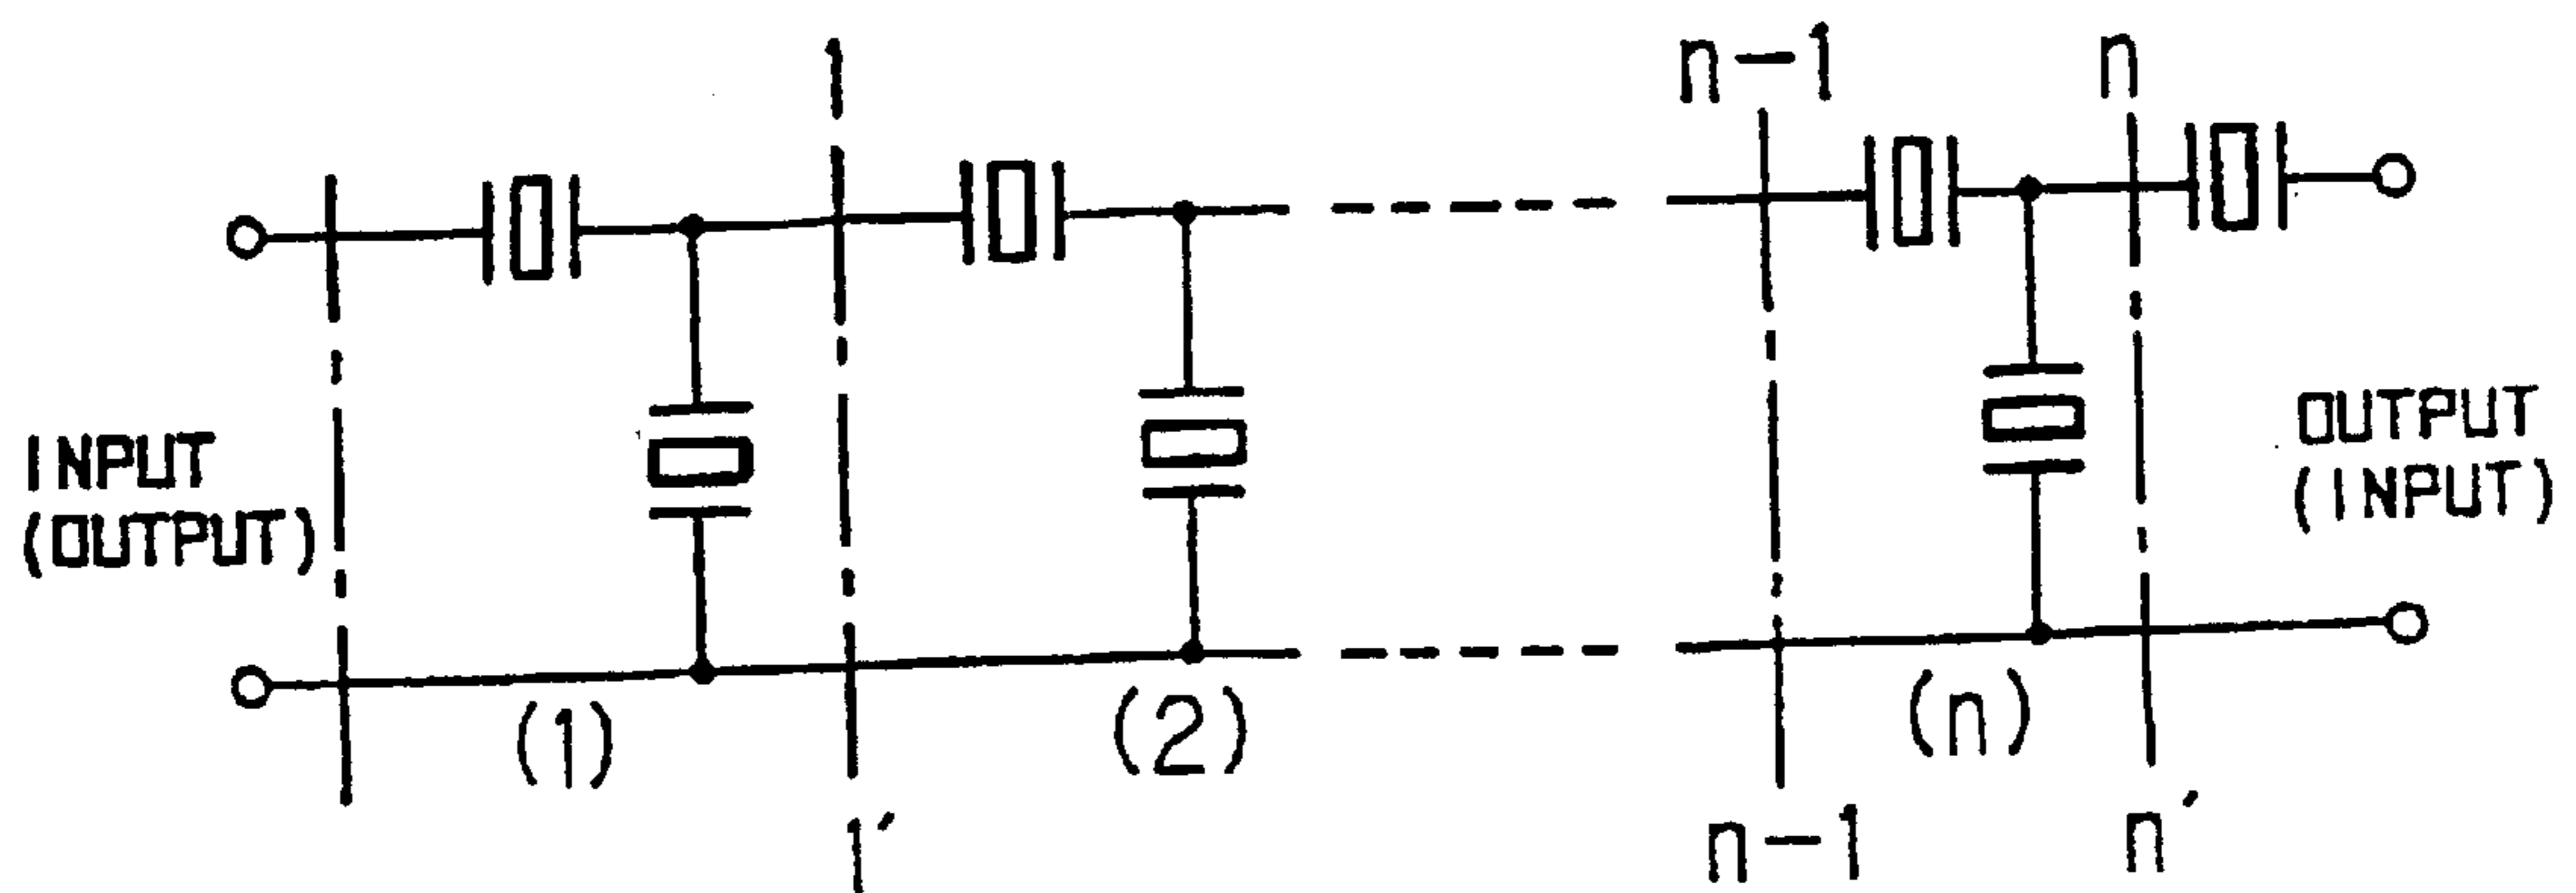 1
n-1
n
INPUT
(OUTPUT)
OUTPUT
(INPUT)
(1)
(2)
(n)
1'
n-1
n'